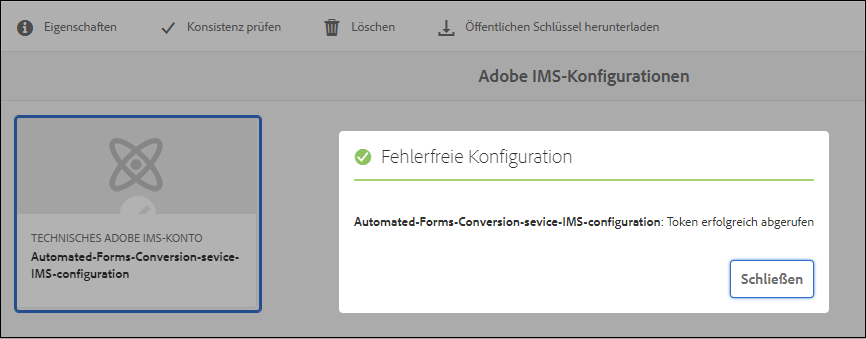 Eigenschaften Konsistenz prüfen Löschen Öffentlichen Schlüssel herunterladen
Adobe IMS-Konfigurationen
Fehlerfreie Konfiguration
Automated-Forms-Conversion-sevice-IMS-configuration: Token erfolgreich abgerufen
Schließen
TECHNISCHES ADOBE IMS-KONTO
Automated-Forms-Conversion-sevice-
IMS-configuration